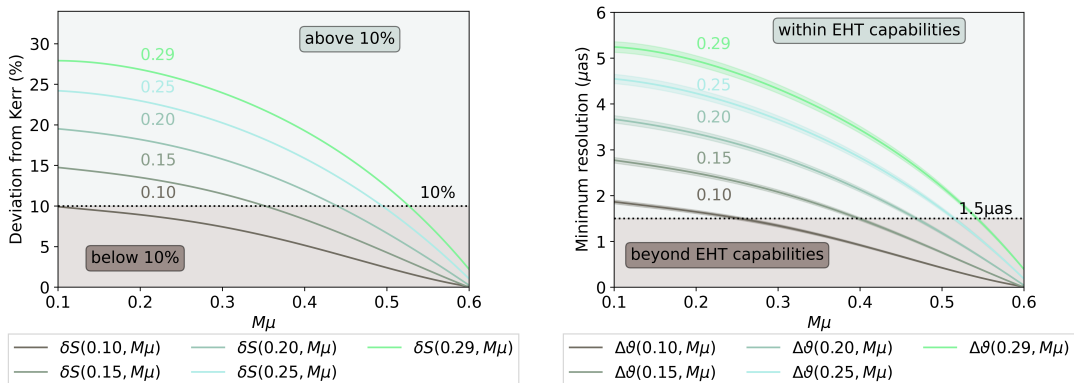 above 10%
0.29
0.25
0.20
0.15
0.10
10%
below 10%
Deviation from Kerr (%)
0 5 10 15 20 25 30
0.1 0.2 0.3 0.4 0.5 0.6
Mμ
δS(0.10, Mμ) δS(0.20, Mμ) δS(0.29, Mμ)
δS(0.15, Mμ) δS(0.25, Mμ)
within EHT capabilities
0.29
0.25
0.20
0.15
0.10
1.5μas
beyond EHT capabilities
Minimum resolution (μas)
0 1 2 3 4 5 6
0.1 0.2 0.3 0.4 0.5 0.6
Mμ
Δϑ(0.10, Mμ) Δϑ(0.20, Mμ) Δϑ(0.29, Mμ)
Δϑ(0.15, Mμ) Δϑ(0.25, Mμ)